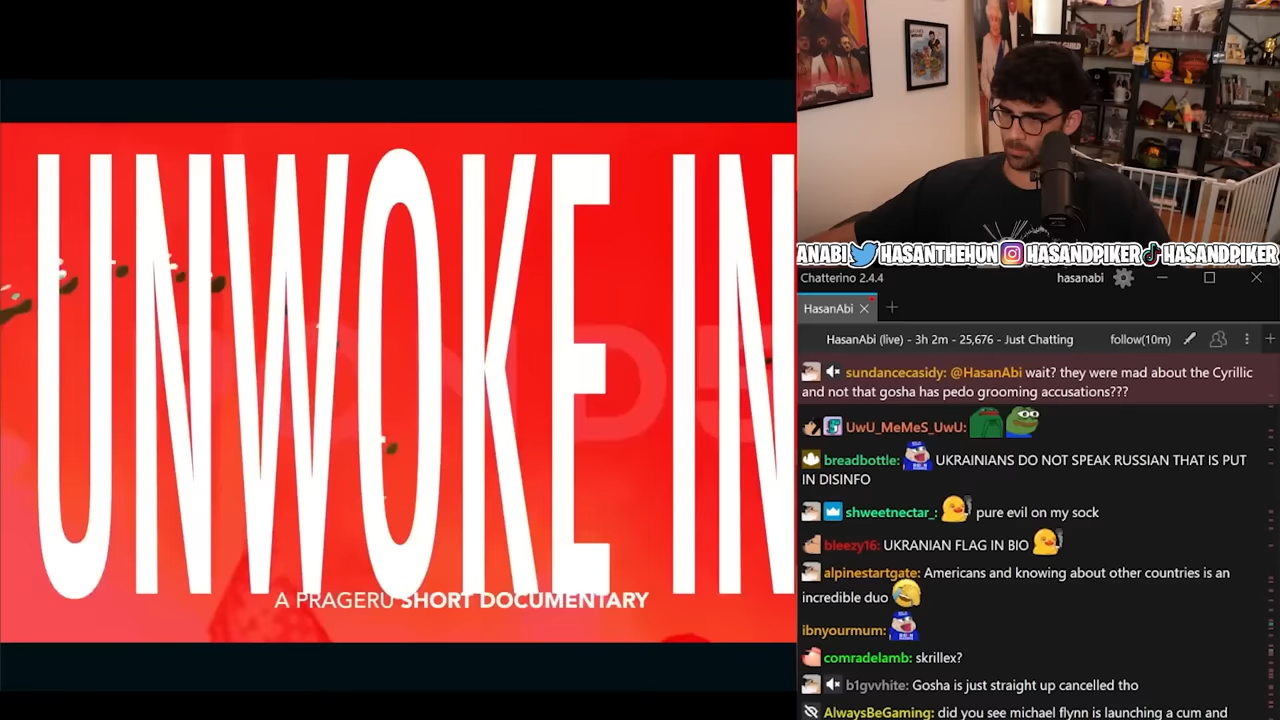 UNWOKE IN
A PRAGERU SHORT DOCUMENTARY
ANABI HASANTHEHUN HASANDPIKER HASANDPIKER
Chatterino 2.4.4 hasanabi
HasanAbi
HasanAbi (live) - 3h 2m - 25,676 - Just Chatting follow(10m)
sundancecasidy: @HasanAbi wait? they were mad about the Cyrillic
and not that gosha has pedo grooming accusations???
UwU_MeMeS_UwU:
breadbottle: UKRAINIANS DO NOT SPEAK RUSSIAN THAT IS PUT
IN DISINFO
shweetnectar_: pure evil on my sock
bleezy16: UKRANIAN FLAG IN BIO
alpinestartgate: Americans and knowing about other countries is an
incredible duo
ibnyourmum:
comradelamb: skrillex?
b1gvvhite: Gosha is just straight up cancelled tho
AlwaysBeGaming: did you see michael flynn is launching a cum and